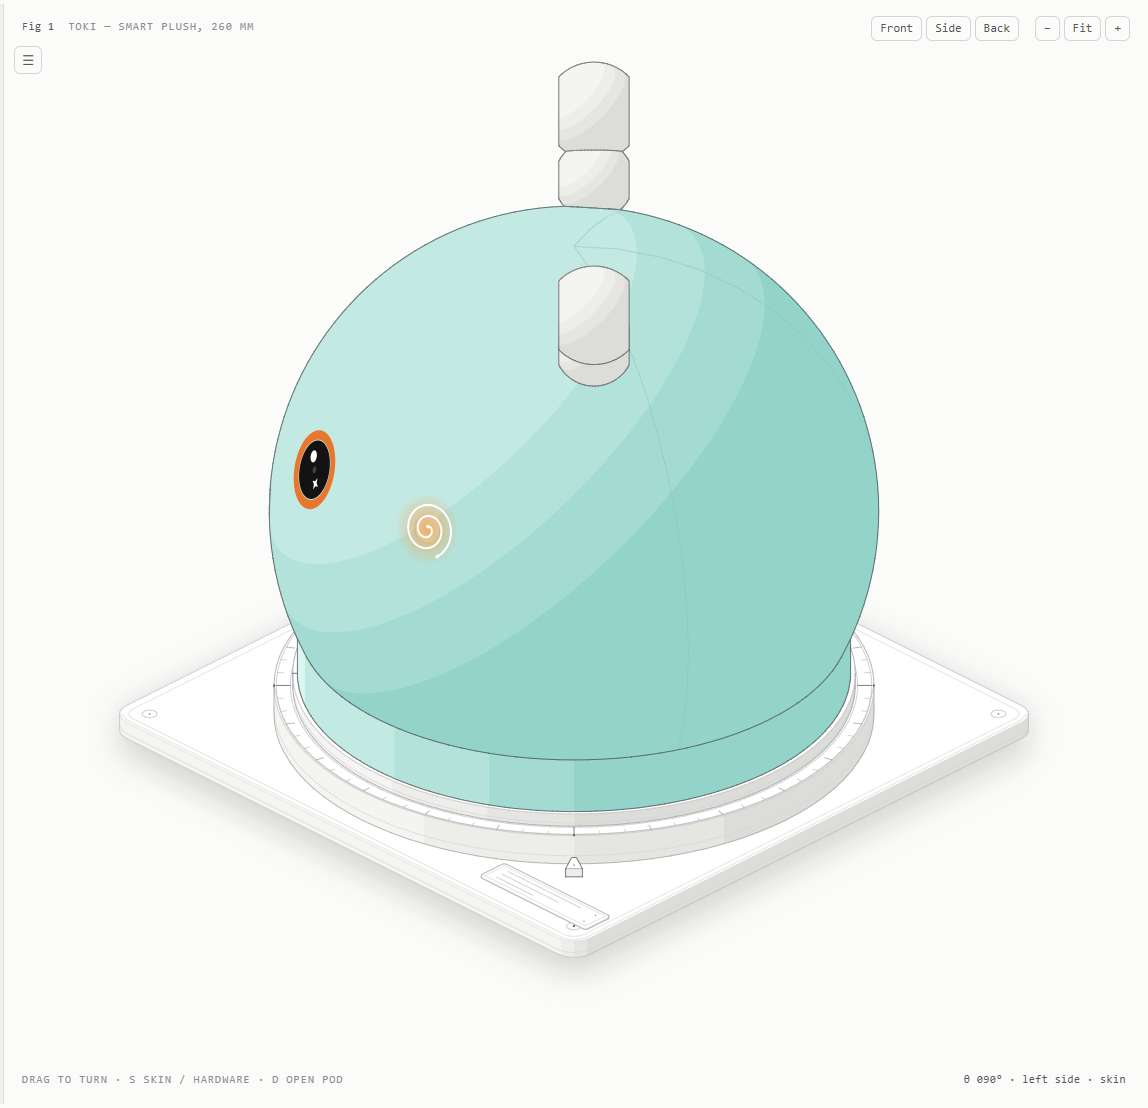 Fig 1 TOKI — SMART PLUSH, 260 MM
Front Side Back − Fit +
☰
DRAG TO TURN · S SKIN / HARDWARE · D OPEN POD
θ 090° · left side · skin